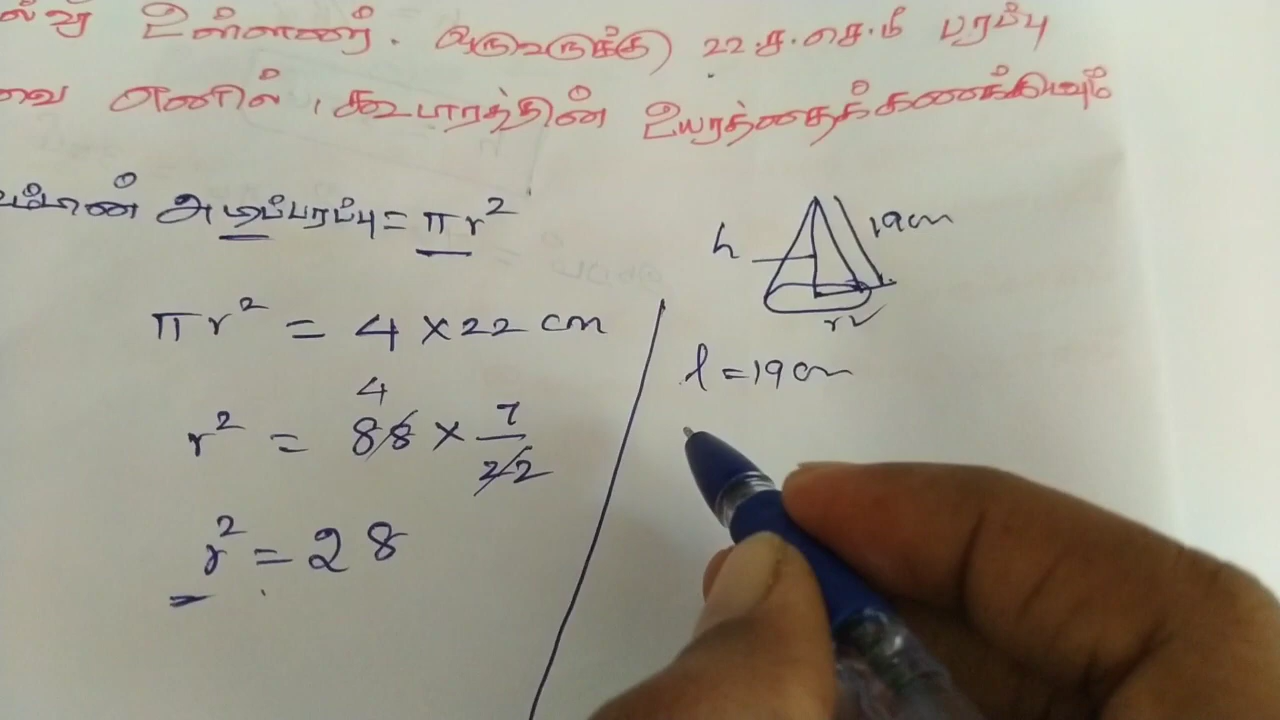 உள்ளனர். ஒருவருக்கு 22.ச.செ.மீ பரப்பு
எனில், கூடாரத்தின் உயரத்தைக்கணக்கிடவும்
அடிப்பரப்பு = πr²
πr² = 4 × 22 cm
4
r² = 88 × 7/22
r² = 28
h
19cm
r
l = 19cm